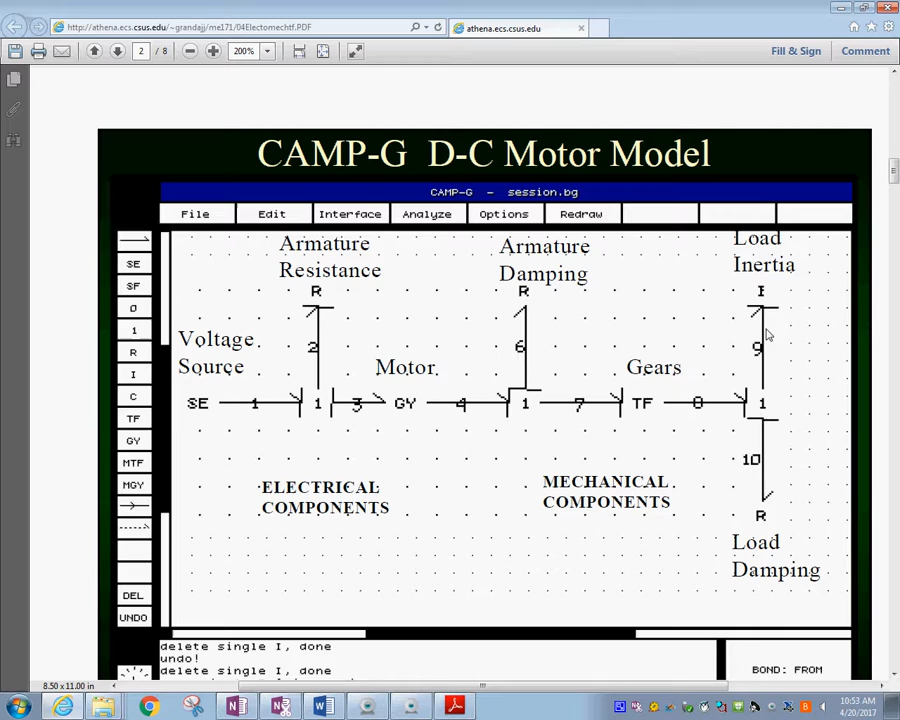 http://athena.ecs.csus.edu/~grandajj/me171/04Electomechtf.PDF
athena.ecs.csus.edu
2 / 8
200%
Fill & Sign
Comment
CAMP-G D-C Motor Model
CAMP-G - session.bg
File Edit Interface Analyze Options Redraw
SE
SF
0
1
R
I
C
TF
GY
MTF
MGY
DEL
UNDO
Armature
Resistance
R
2
Armature
Damping
R
6
Load
Inertia
I
9
Voltage
Source
Motor
Gears
SE 1 1 3 GY 4 1 7 TF 8 1
10
R
ELECTRICAL
COMPONENTS
MECHANICAL
COMPONENTS
Load
Damping
delete single I, done
undo!
delete single I, done
BOND: FROM
8.50 x 11.00 in
10:53 AM
4/20/2017